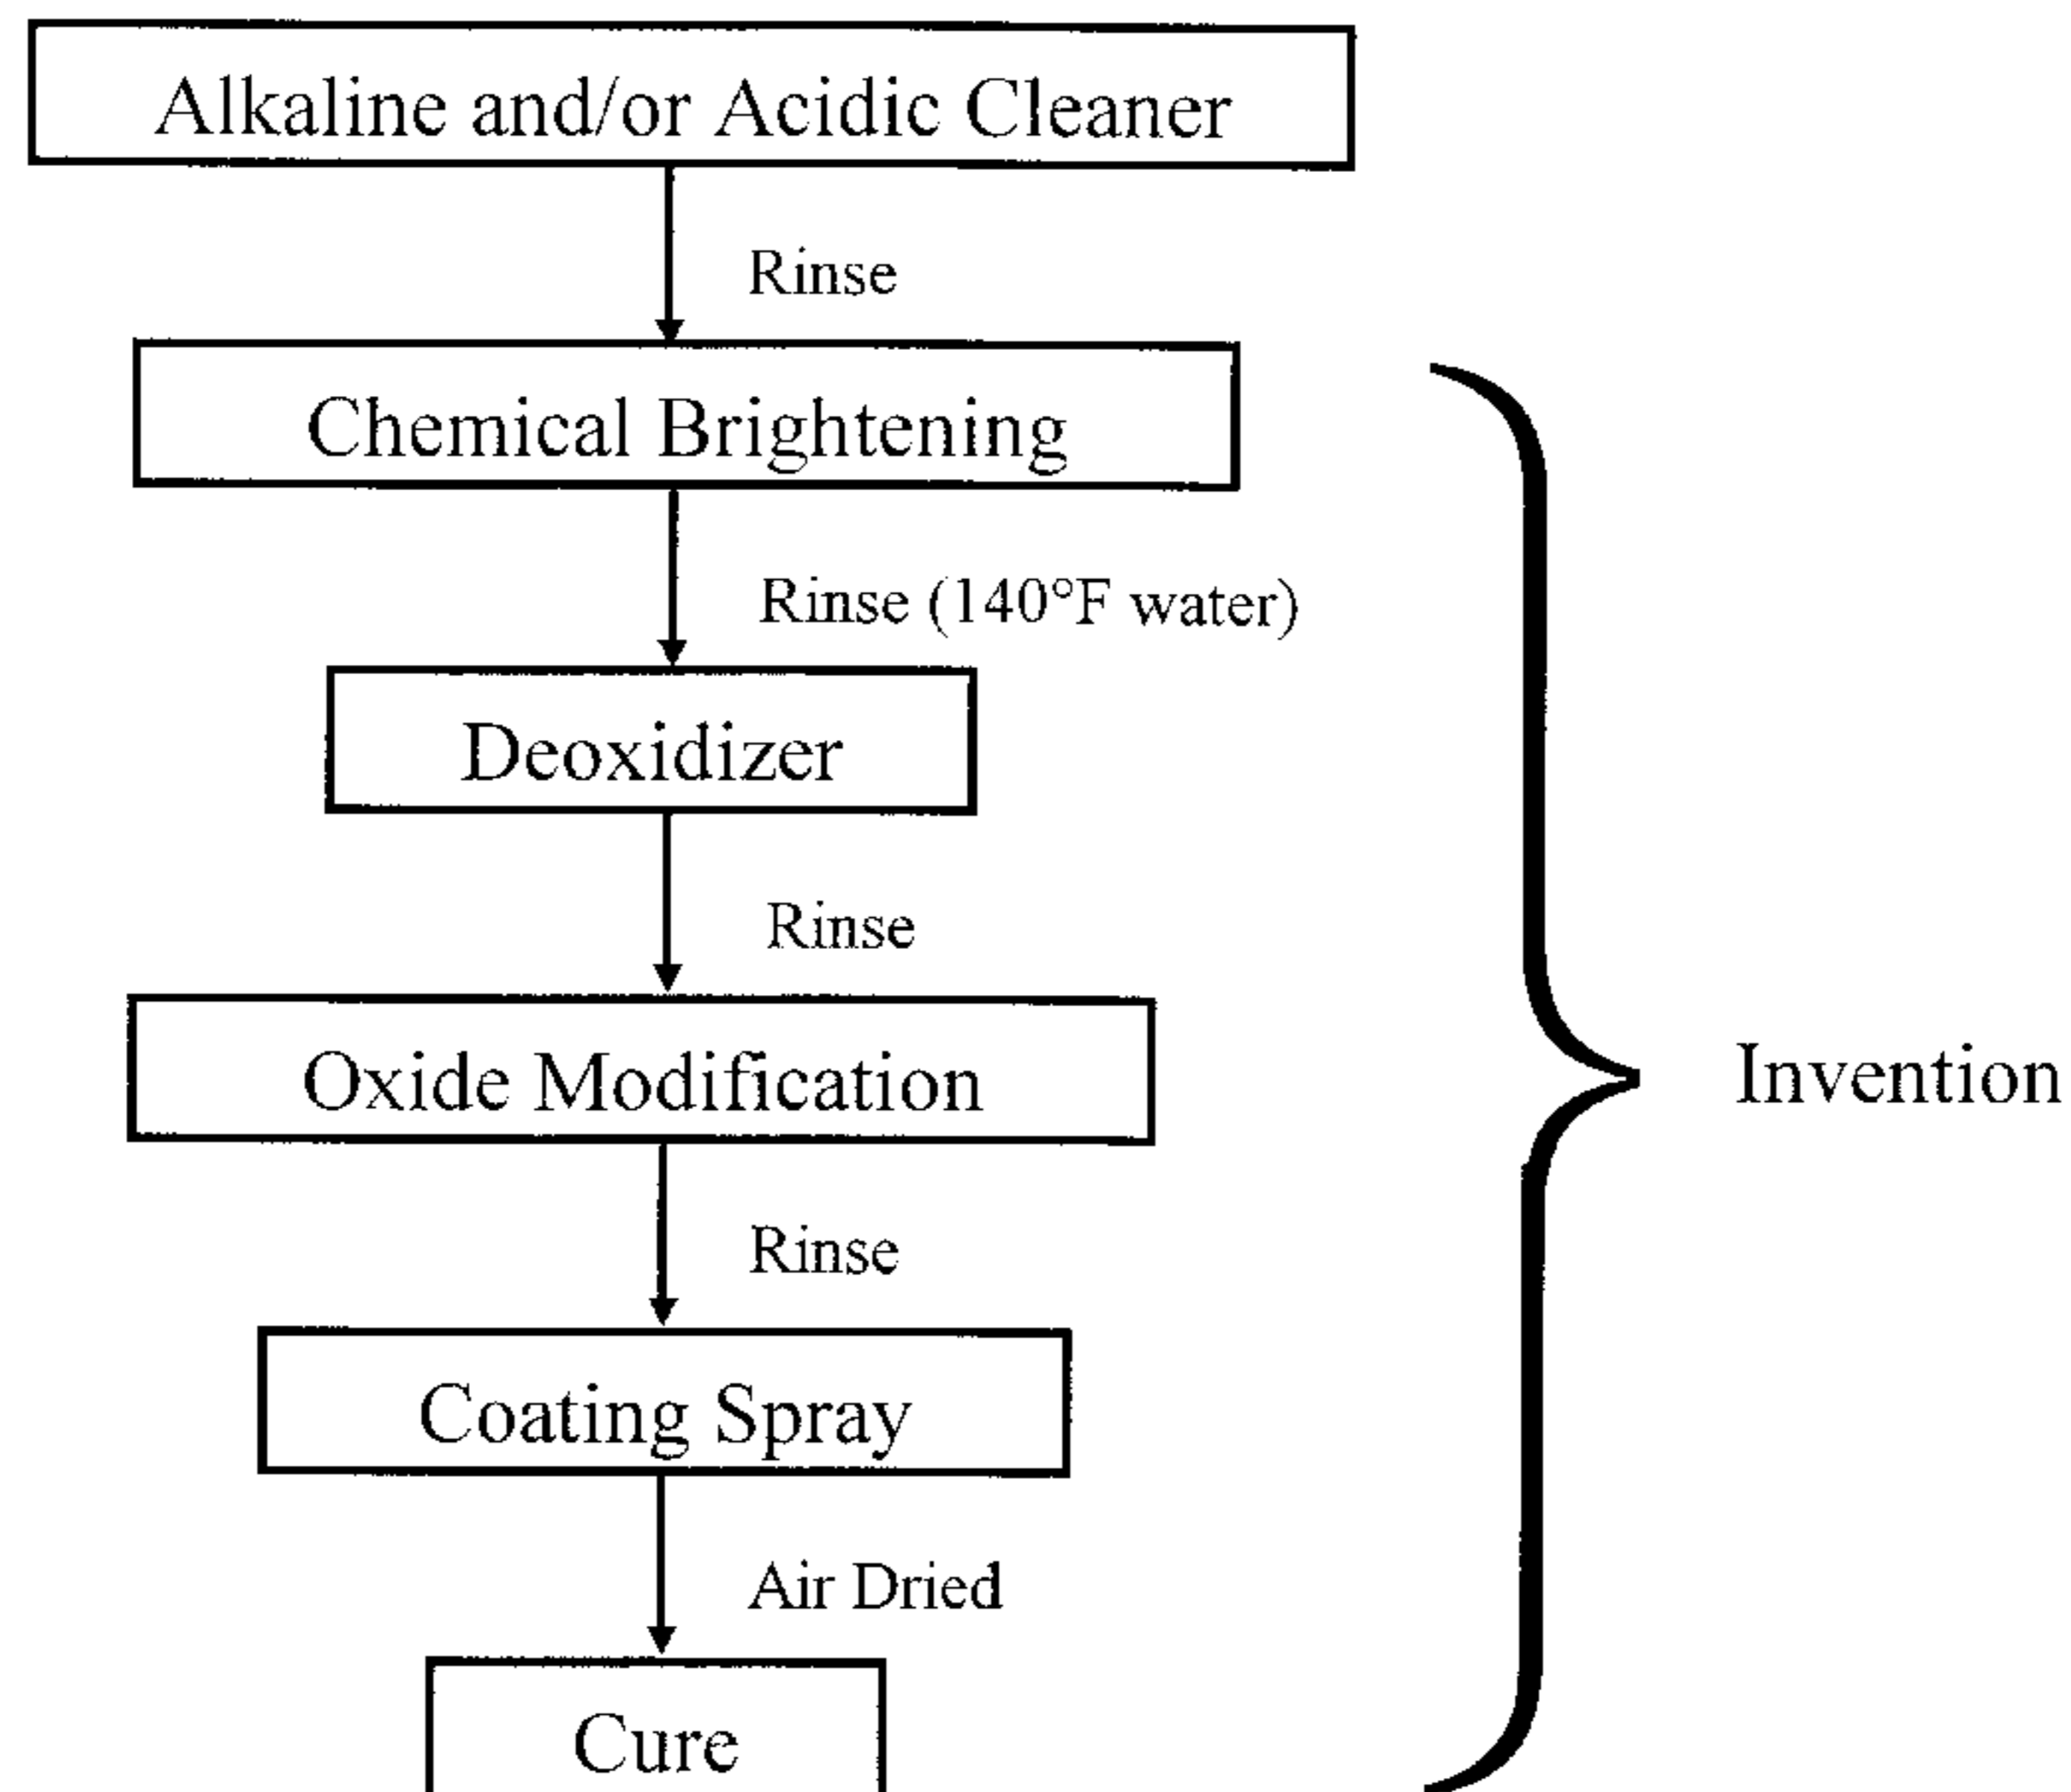 Alkaline and/or Acidic Cleaner
Rinse
Chemical Brightening
Rinse (140°F water)
Deoxidizer
Rinse
Oxide Modification
Invention
Rinse
Coating Spray
Air Dried
Cure